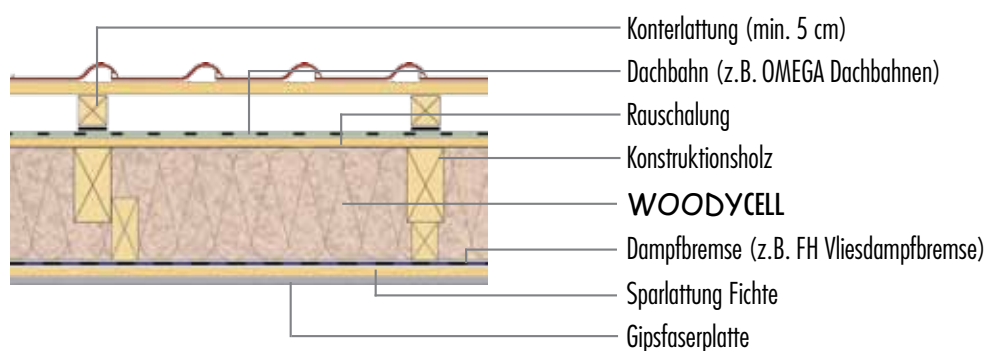 Konterlattung (min. 5 cm)
Dachbahn (z.B. OMEGA Dachbahnen)
Rauschalung
Konstruktionsholz
WOODYCELL
Dampfbremse (z.B. FH Vliesdampfbremse)
Sparlattung Fichte
Gipsfaserplatte